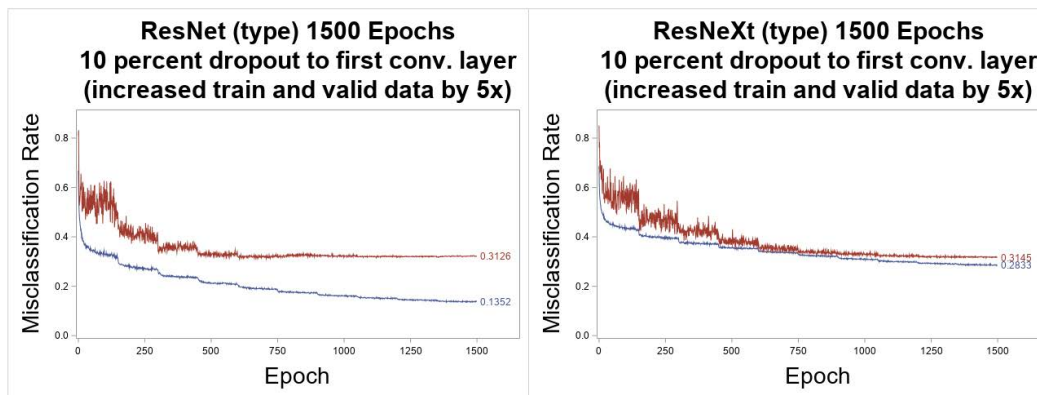 ResNet (type) 1500 Epochs
10 percent dropout to first conv. layer
(increased train and valid data by 5x)
Misclassification Rate
0.8
0.6
0.4
0.2
0.0
0.3126
0.1352
0
250
500
750
1000
1250
1500
Epoch
ResNeXt (type) 1500 Epochs
10 percent dropout to first conv. layer
(increased train and valid data by 5x)
Misclassification Rate
0.8
0.6
0.4
0.2
0.0
0.3145
0.2833
0
250
500
750
1000
1250
1500
Epoch